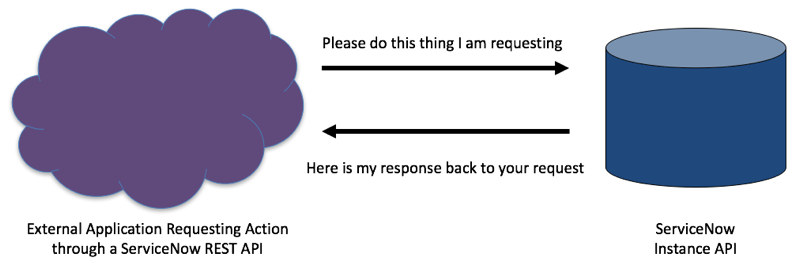 Please do this thing I am requesting
Here is my response back to your request
External Application Requesting Action
through a ServiceNow REST API
ServiceNow
Instance API